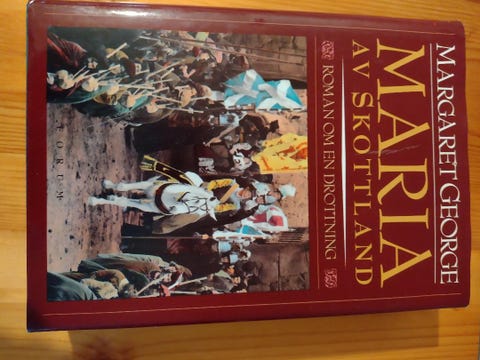 MARGARET GEORGE
MARIA
AV SKOTTLAND
ROMAN OM EN DROTTNING
FORUM